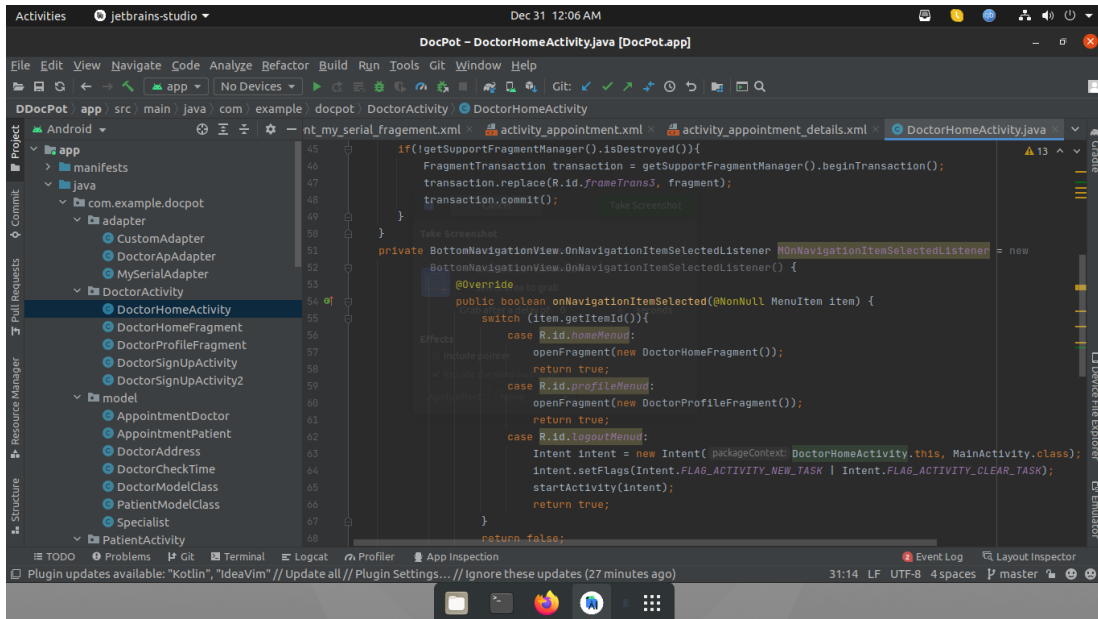 Activities jetbrains-studio Dec 31 12:06 AM
DocPot – DoctorHomeActivity.java [DocPot.app]
File Edit View Navigate Code Analyze Refactor Build Run Tools Git Window Help
app No Devices Git:
DDocPot app src main java com example docpot DoctorActivity DoctorHomeActivity
Project Android nt_my_serial_fragement.xml activity_appointment.xml activity_appointment_details.xml DoctorHomeActivity.java
app
manifests
java
com.example.docpot
adapter
CustomAdapter
DoctorApAdapter
MySerialAdapter
DoctorActivity
DoctorHomeActivity
DoctorHomeFragment
DoctorProfileFragment
DoctorSignUpActivity
DoctorSignUpActivity2
model
AppointmentDoctor
AppointmentPatient
DoctorAddress
DoctorCheckTime
DoctorModelClass
PatientModelClass
Specialist
PatientActivity
Commit
Pull Requests
Resource Manager
Structure
45 if(!getSupportFragmentManager().isDestroyed()){
46 FragmentTransaction transaction = getSupportFragmentManager().beginTransaction();
47 transaction.replace(R.id.frameTrans3, fragment);
48 transaction.commit();
49 }
50 }
51 private BottomNavigationView.OnNavigationItemSelectedListener MOnNavigationItemSelectedListener = new
52 BottomNavigationView.OnNavigationItemSelectedListener() {
53 @Override
54 public boolean onNavigationItemSelected(@NonNull MenuItem item) {
55 switch (item.getItemId()){
56 case R.id.homeMenud:
57 openFragment(new DoctorHomeFragment());
58 return true;
59 case R.id.profileMenud:
60 openFragment(new DoctorProfileFragment());
61 return true;
62 case R.id.logoutMenud:
63 Intent intent = new Intent( packageContext: DoctorHomeActivity.this, MainActivity.class);
64 intent.setFlags(Intent.FLAG_ACTIVITY_NEW_TASK | Intent.FLAG_ACTIVITY_CLEAR_TASK);
65 startActivity(intent);
66 return true;
67 }
68 return false;
Take Screenshot
Take Screenshot
Effects
Include pointer
13
Gradle
Device File Explorer
Emulator
TODO Problems Git Terminal Logcat Profiler App Inspection 2 Event Log Layout Inspector
Plugin updates available: "Kotlin", "IdeaVim" // Update all // Plugin Settings... // Ignore these updates (27 minutes ago) 31:14 LF UTF-8 4 spaces master